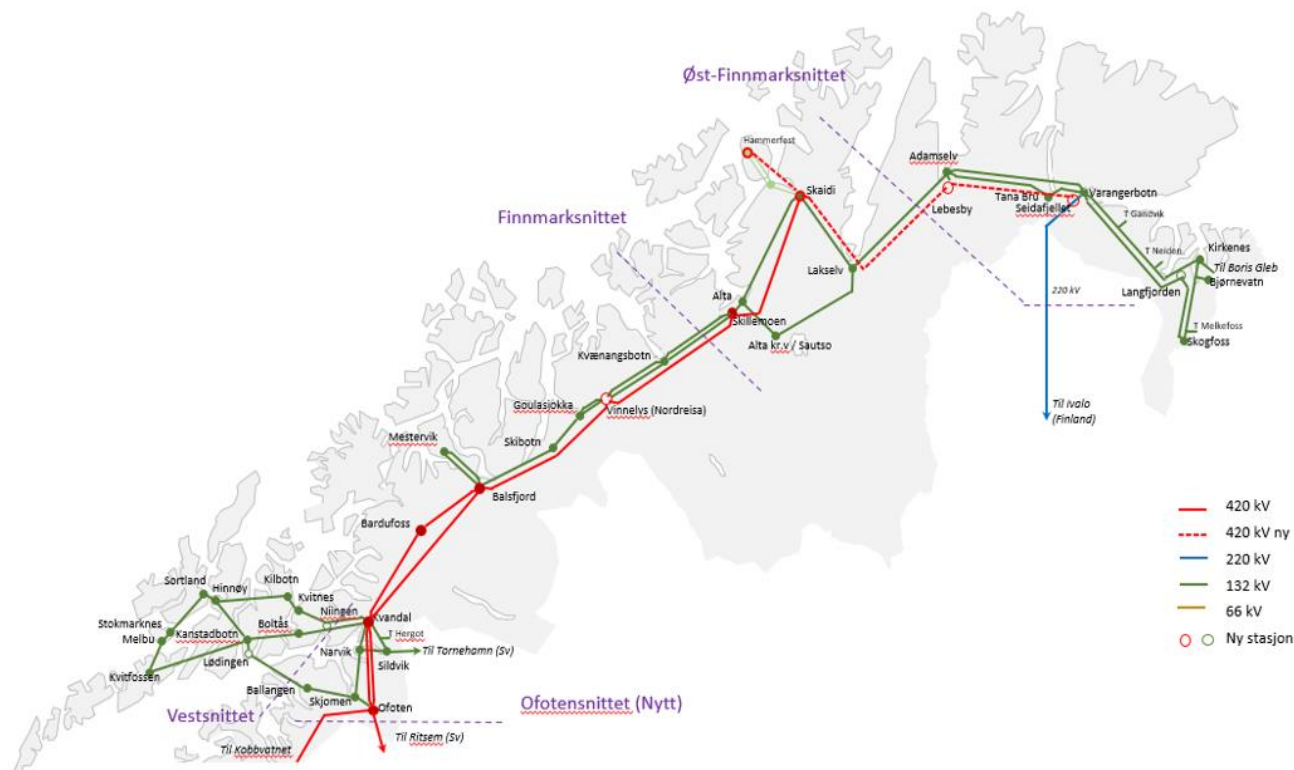 Øst-Finnmarksnittet
Hammerfest
Adamselv
Skaidi
Varangerbotn
Tana Bru
Seidafjellet
Lebesby
Finnmarksnittet
T Gandvik
T Neiden
Kirkenes
Til Boris Gleb
Bjørnevatn
Lakselv
Langfjorden
220 kV
Alta
Skillemoen
T Melkefoss
Skogfoss
Alta kr.v / Sautso
Kvænangsbotn
Goulasjokka
Vinnelys (Nordreisa)
Til Ivalo
(Finland)
Mestervik
Skibotn
Balsfjord
Bardufoss
420 kV
420 kV ny
220 kV
132 kV
66 kV
Ny stasjon
Sortland
Hinnøy
Kilbotn
Kvitnes
Niingen
Kvandal
Stokmarknes
Melbu
Kanstadbotn
Boltås
T Hergot
Lødingen
Narvik
Sildvik
Til Tornehamn (Sv)
Kvitfossen
Ballangen
Skjomen
Ofoten
Vestsnittet
Ofotensnittet (Nytt)
Til Kobbvatnet
Til Ritsem (Sv)